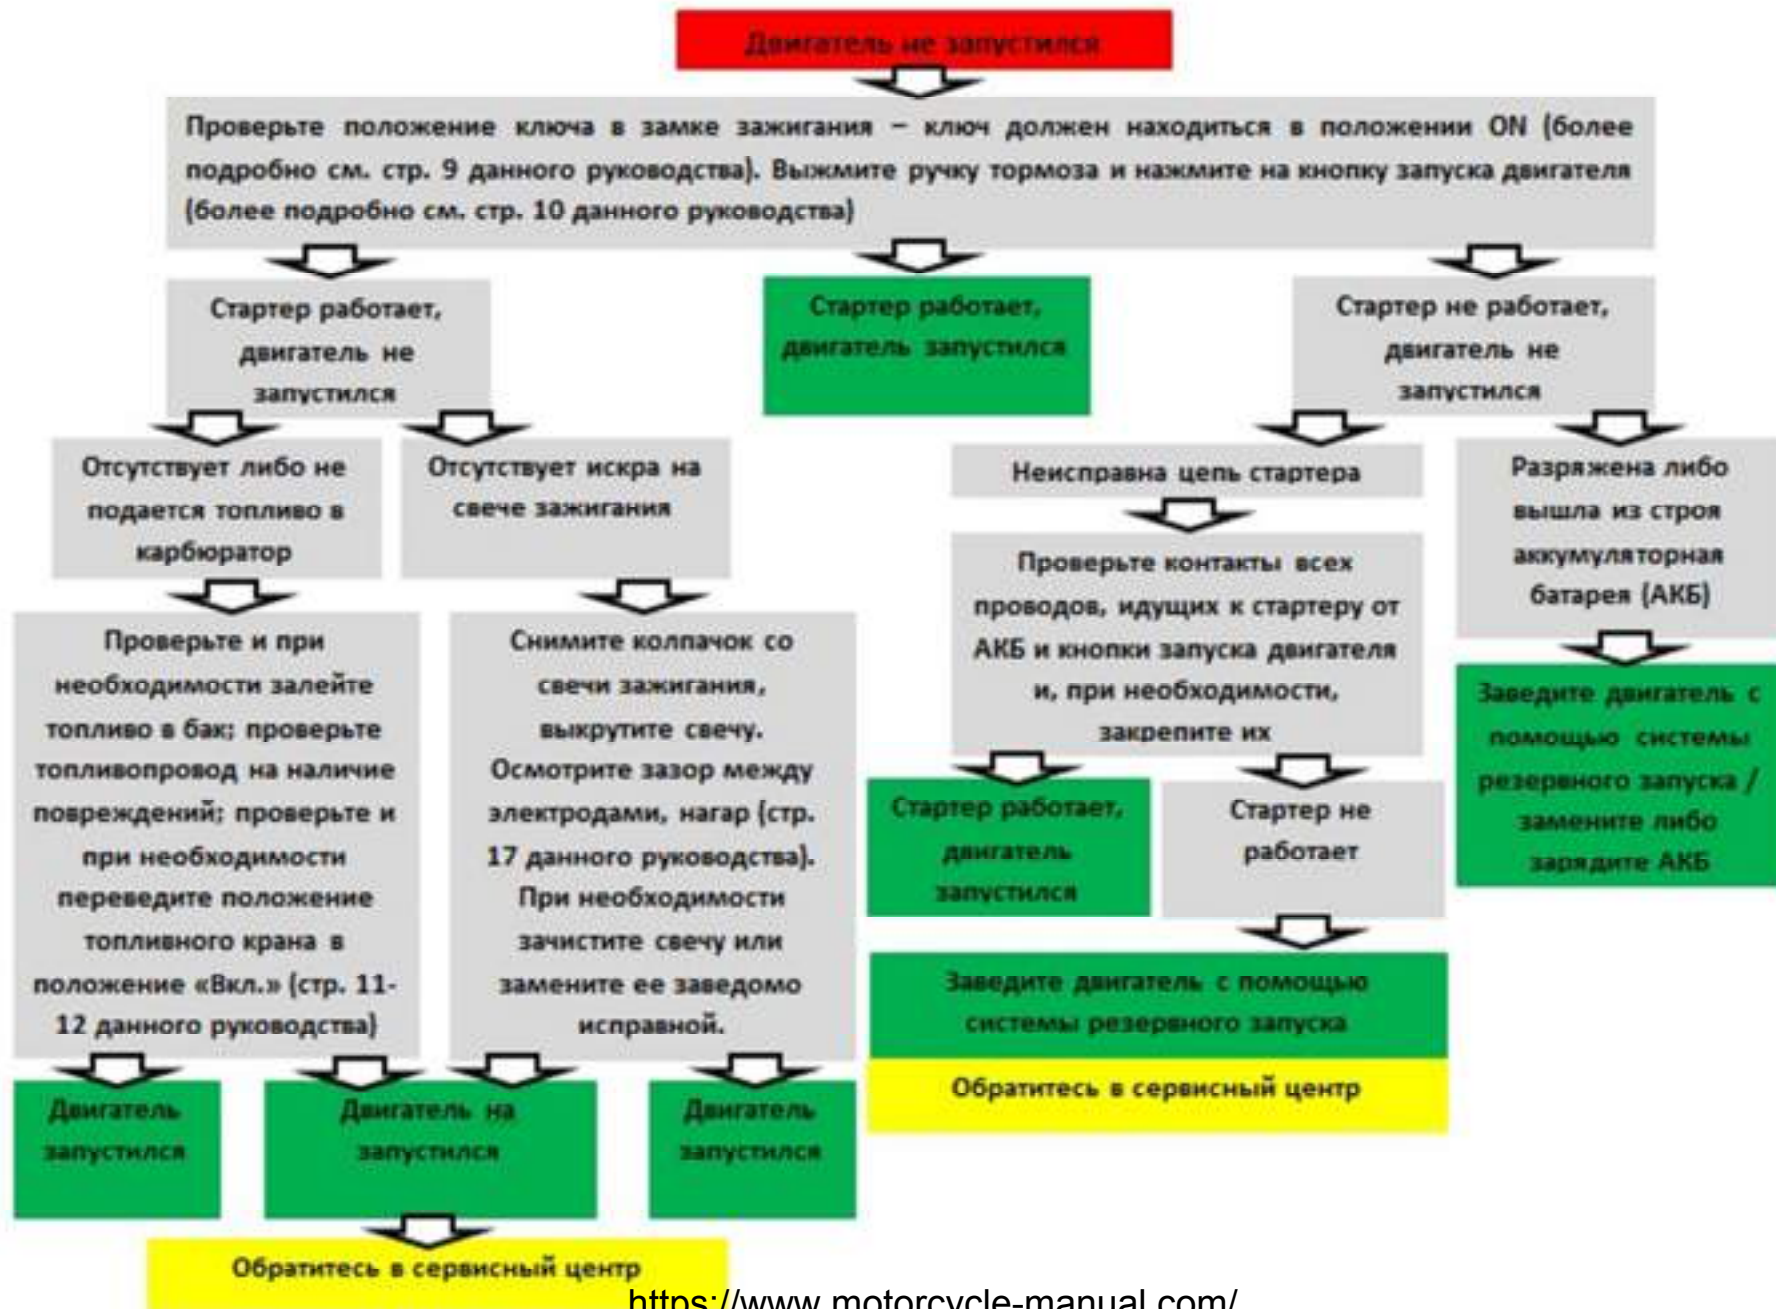 Двигатель не запустился
Проверьте положение ключа в замке зажигания – ключ должен находиться в положении ON (более
подробно см. стр. 9 данного руководства). Выжмите ручку тормоза и нажмите на кнопку запуска двигателя
(более подробно см. стр. 10 данного руководства)
Стартер работает,
двигатель не
запустился
Стартер работает,
двигатель запустился
Стартер не работает,
двигатель не
запустился
Отсутствует либо не
подается топливо в
карбюратор
Отсутствует искра на
свече зажигания
Неисправна цепь стартера
Разряжена либо
вышла из строя
аккумуляторная
батарея (АКБ)
Проверьте и при
необходимости залейте
топливо в бак; проверьте
топливопровод на наличие
повреждений; проверьте и
при необходимости
переведите положение
топливного крана в
положение «Вкл.» (стр. 11-
12 данного руководства)
Снимите колпачок со
свечи зажигания,
выкрутите свечу.
Осмотрите зазор между
электродами, нагар (стр.
17 данного руководства).
При необходимости
зачистите свечу или
замените ее заведомо
исправной.
Проверьте контакты всех
проводов, идущих к стартеру от
АКБ и кнопки запуска двигателя
и, при необходимости,
закрепите их
Заведите двигатель с
помощью системы
резервного запуска /
замените либо
зарядите АКБ
Стартер работает,
двигатель
запустился
Стартер не
работает
Заведите двигатель с помощью
системы резервного запуска
Обратитесь в сервисный центр
Двигатель
запустился
Двигатель на
запустился
Двигатель
запустился
Обратитесь в сервисный центр
https://www.motorcycle-manual.com/